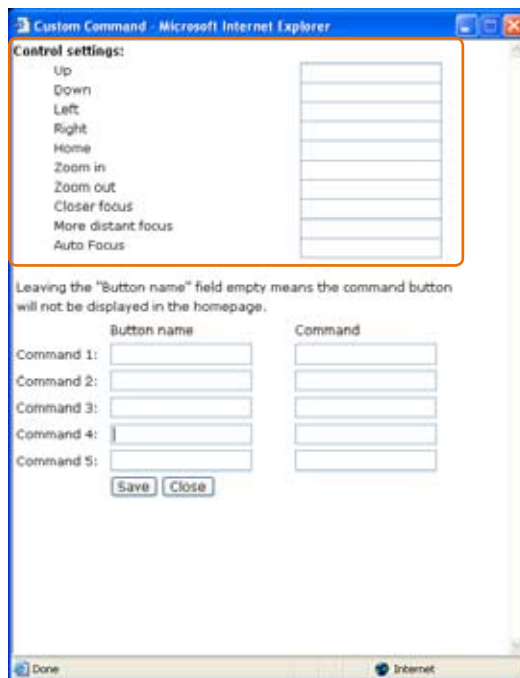 Custom Command - Microsoft Internet Explorer
Control settings:
Up
Down
Left
Right
Home
Zoom in
Zoom out
Closer focus
More distant focus
Auto Focus
Leaving the "Button name" field empty means the command button
will not be displayed in the homepage.
Button name Command
Command 1:
Command 2:
Command 3:
Command 4:
Command 5:
Save Close
Done Internet